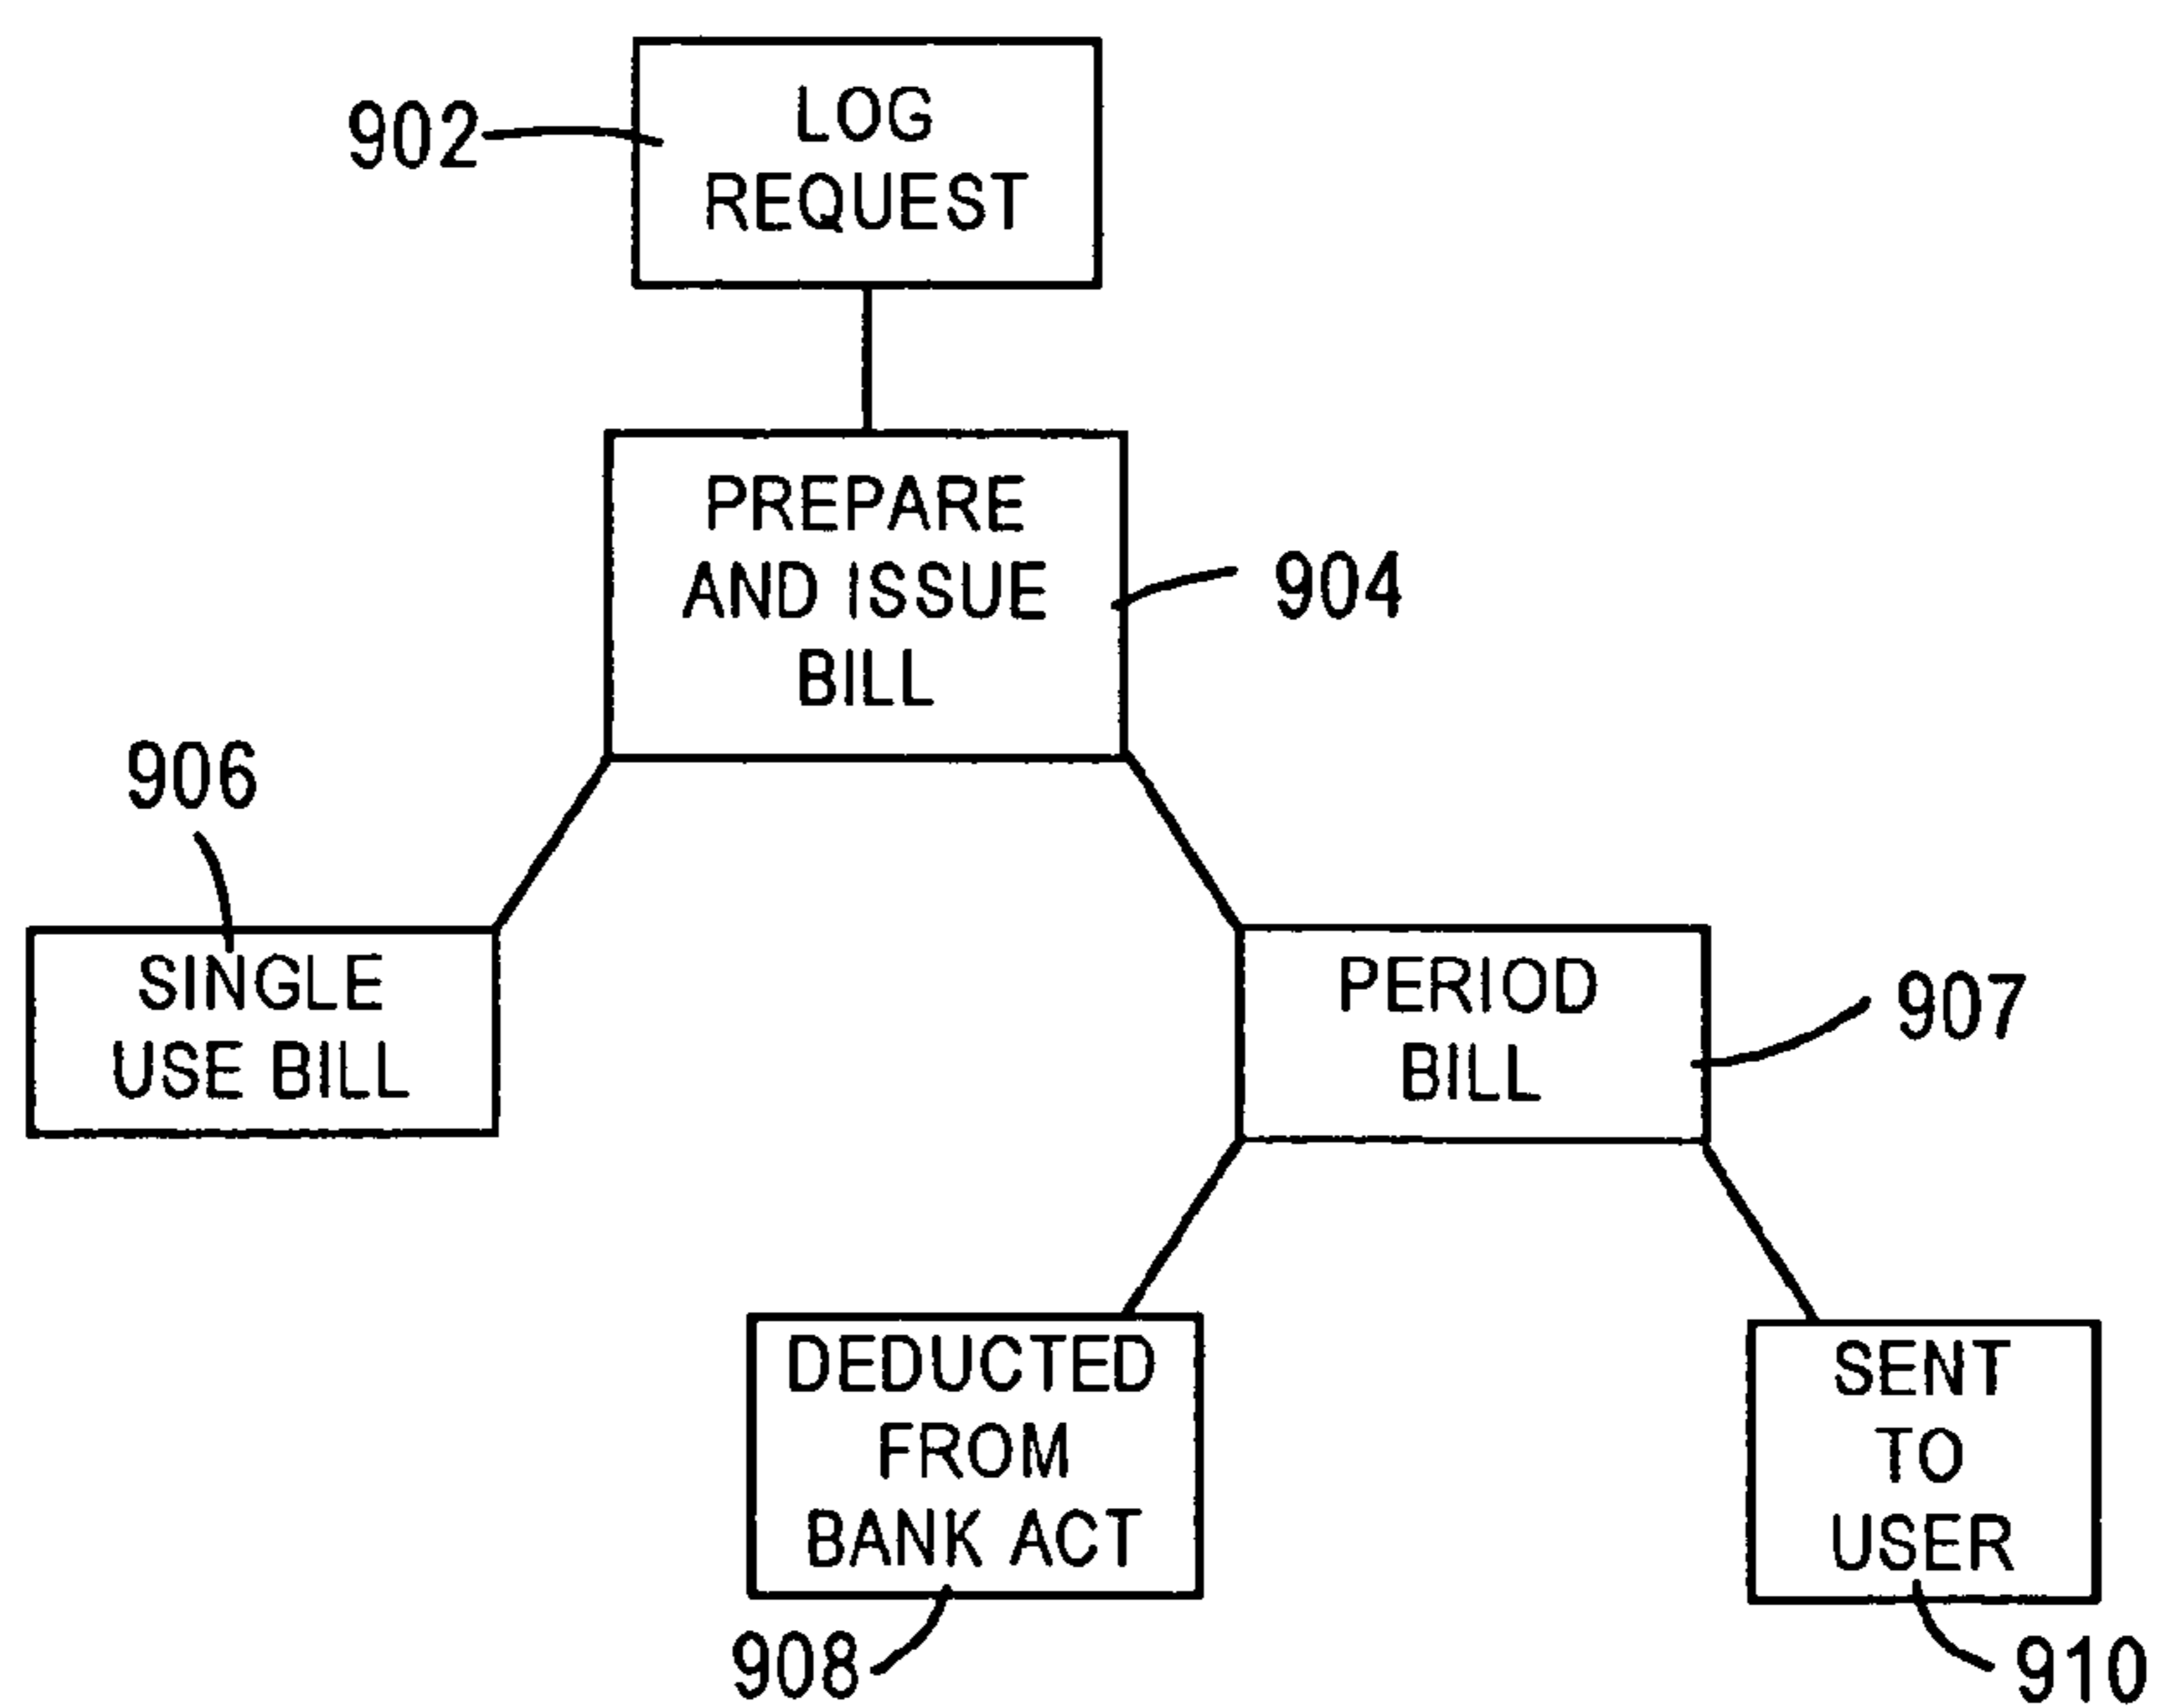 902
LOG
REQUEST
PREPARE
AND ISSUE
BILL
904
906
SINGLE
USE BILL
PERIOD
BILL
907
DEDUCTED
FROM
BANK ACT
908
SENT
TO
USER
910